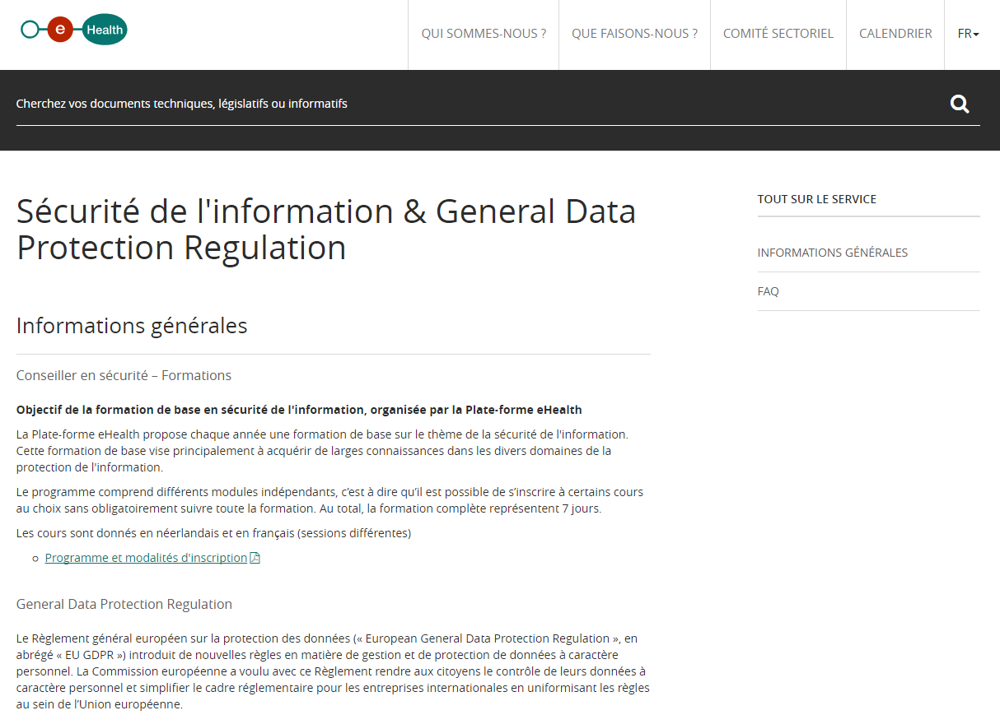 e Health
QUI SOMMES-NOUS ?
QUE FAISONS-NOUS ?
COMITÉ SECTORIEL
CALENDRIER
FR
Cherchez vos documents techniques, législatifs ou informatifs
Sécurité de l'information & General Data
Protection Regulation
Informations générales
Conseiller en sécurité – Formations
Objectif de la formation de base en sécurité de l'information, organisée par la Plate-forme eHealth
La Plate-forme eHealth propose chaque année une formation de base sur le thème de la sécurité de l'information.
Cette formation de base vise principalement à acquérir de larges connaissances dans les divers domaines de la
protection de l'information.
Le programme comprend différents modules indépendants, c’est à dire qu’il est possible de s’inscrire à certains cours
au choix sans obligatoirement suivre toute la formation. Au total, la formation complète représentent 7 jours.
Les cours sont donnés en néerlandais et en français (sessions différentes)
Programme et modalités d'inscription
General Data Protection Regulation
Le Règlement général européen sur la protection des données (« European General Data Protection Regulation », en
abrégé « EU GDPR ») introduit de nouvelles règles en matière de gestion et de protection de données à caractère
personnel. La Commission européenne a voulu avec ce Règlement rendre aux citoyens le contrôle de leurs données à
caractère personnel et simplifier le cadre réglementaire pour les entreprises internationales en uniformisant les règles
au sein de l’Union européenne.
TOUT SUR LE SERVICE
INFORMATIONS GÉNÉRALES
FAQ